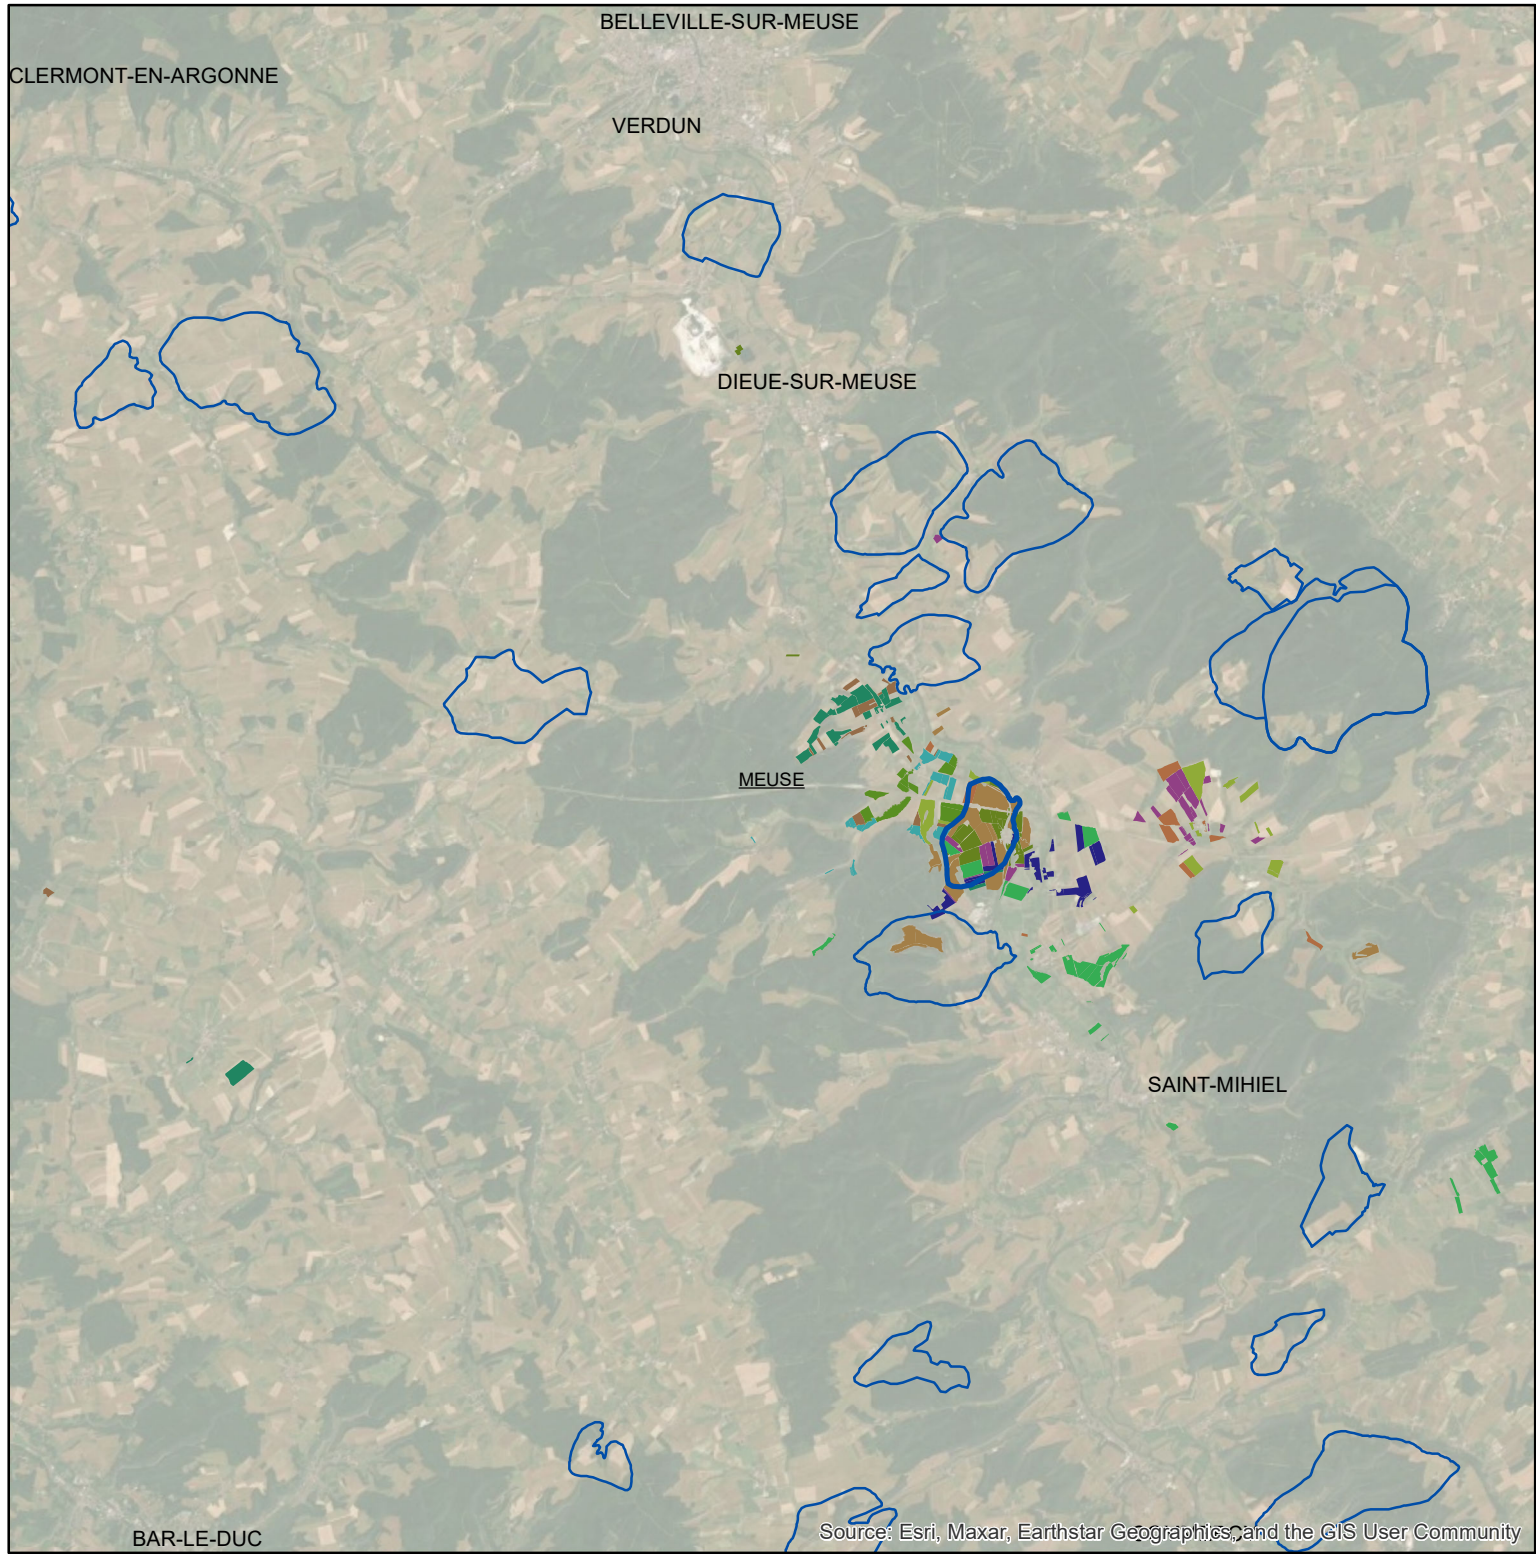 BELLEVILLE-SUR-MEUSE
CLERMONT-EN-ARGONNE
VERDUN
DIEUE-SUR-MEUSE
MEUSE
SAINT-MIHIEL
BAR-LE-DUC
Source: Esri, Maxar, Earthstar Geographics, and the GIS User Community